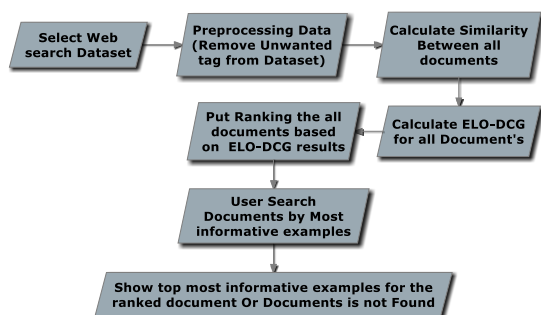 Select Web
search Dataset
Preprocessing Data
(Remove Unwanted
tag from Dataset)
Calculate Similarity
Between all
documents
Calculate ELO-DCG
for all Document's
Put Ranking the all
documents based
on ELO-DCG results
User Search
Documents by Most
informative examples
Show top most informative examples for the
ranked document Or Documents is not Found